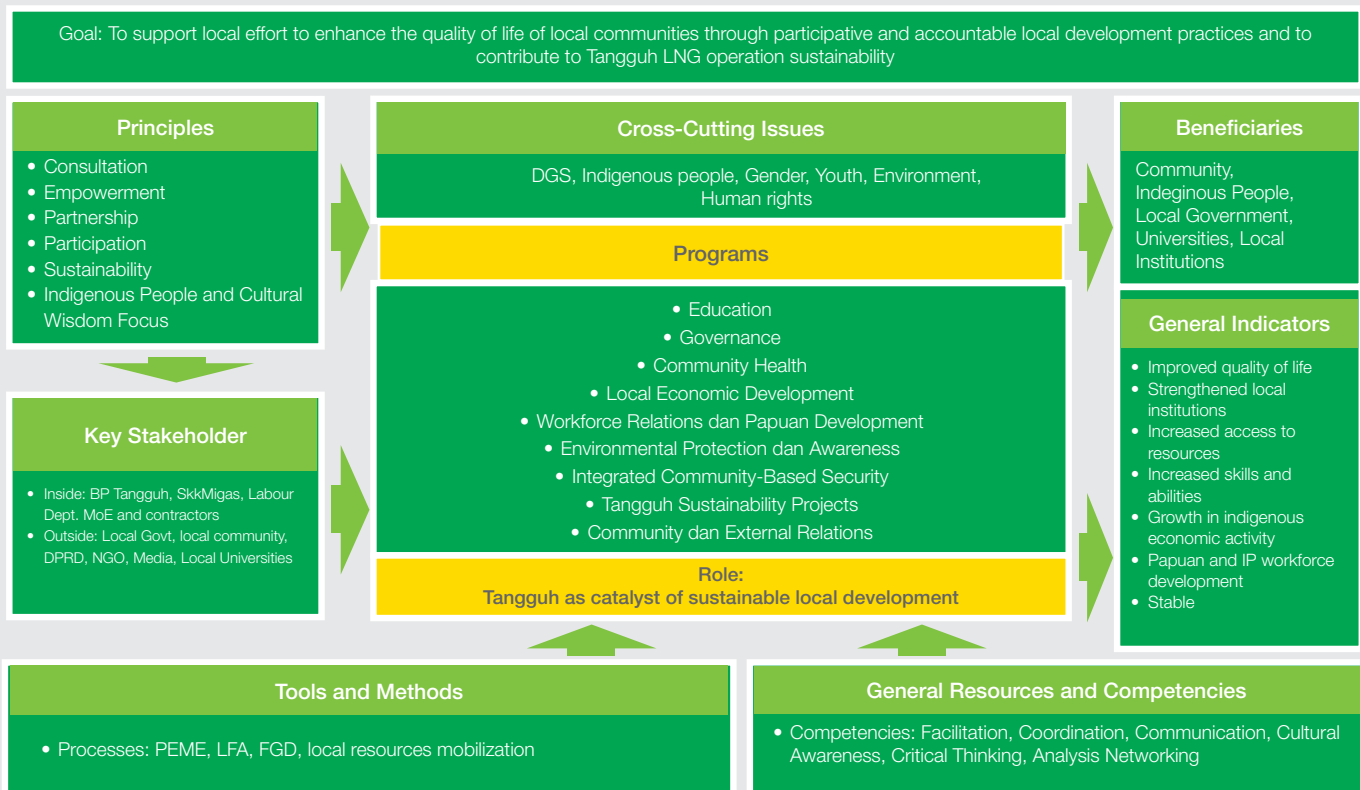 Goal: To support local effort to enhance the quality of life of local communities through participative and accountable local development practices and to
contribute to Tangguh LNG operation sustainability
Principles
• Consultation
• Empowerment
• Partnership
• Participation
• Sustainability
• Indigenous People and Cultural
Wisdom Focus
Key Stakeholder
• Inside: BP Tangguh, SkkMigas, Labour
Dept. MoE and contractors
• Outside: Local Govt, local community,
DPRD, NGO, Media, Local Universities
Cross-Cutting Issues
DGS, Indigenous people, Gender, Youth, Environment,
Human rights
Programs
• Education
• Governance
• Community Health
• Local Economic Development
• Workforce Relations dan Papuan Development
• Environmental Protection dan Awareness
• Integrated Community-Based Security
• Tangguh Sustainability Projects
• Community dan External Relations
Role:
Tangguh as catalyst of sustainable local development
Beneficiaries
Community,
Indeginous People,
Local Government,
Universities, Local
Institutions
General Indicators
• Improved quality of life
• Strengthened local
institutions
• Increased access to
resources
• Increased skills and
abilities
• Growth in indigenous
economic activity
• Papuan and IP workforce
development
• Stable
Tools and Methods
• Processes: PEME, LFA, FGD, local resources mobilization
General Resources and Competencies
• Competencies: Facilitation, Coordination, Communication, Cultural
Awareness, Critical Thinking, Analysis Networking